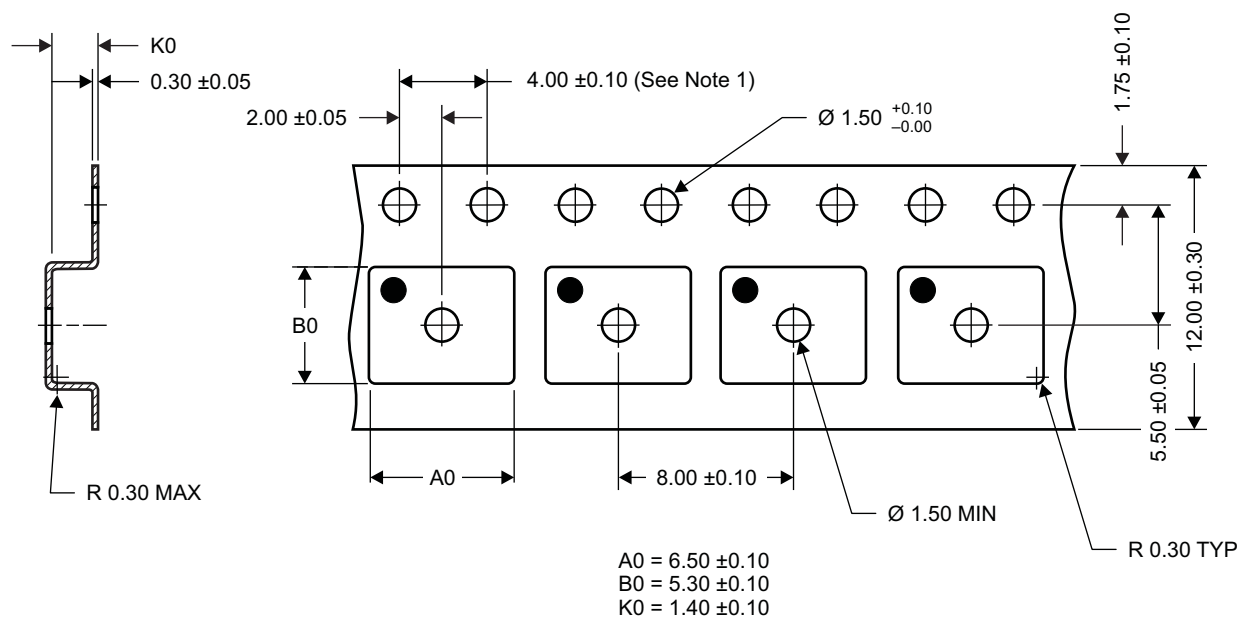 K0
0.30 ±0.05
4.00 ±0.10 (See Note 1)
2.00 ±0.05
Ø 1.50 +0.10 –0.00
1.75 ±0.10
B0
12.00 ±0.30
5.50 ±0.05
R 0.30 MAX
A0
8.00 ±0.10
Ø 1.50 MIN
R 0.30 TYP
A0 = 6.50 ±0.10
B0 = 5.30 ±0.10
K0 = 1.40 ±0.10